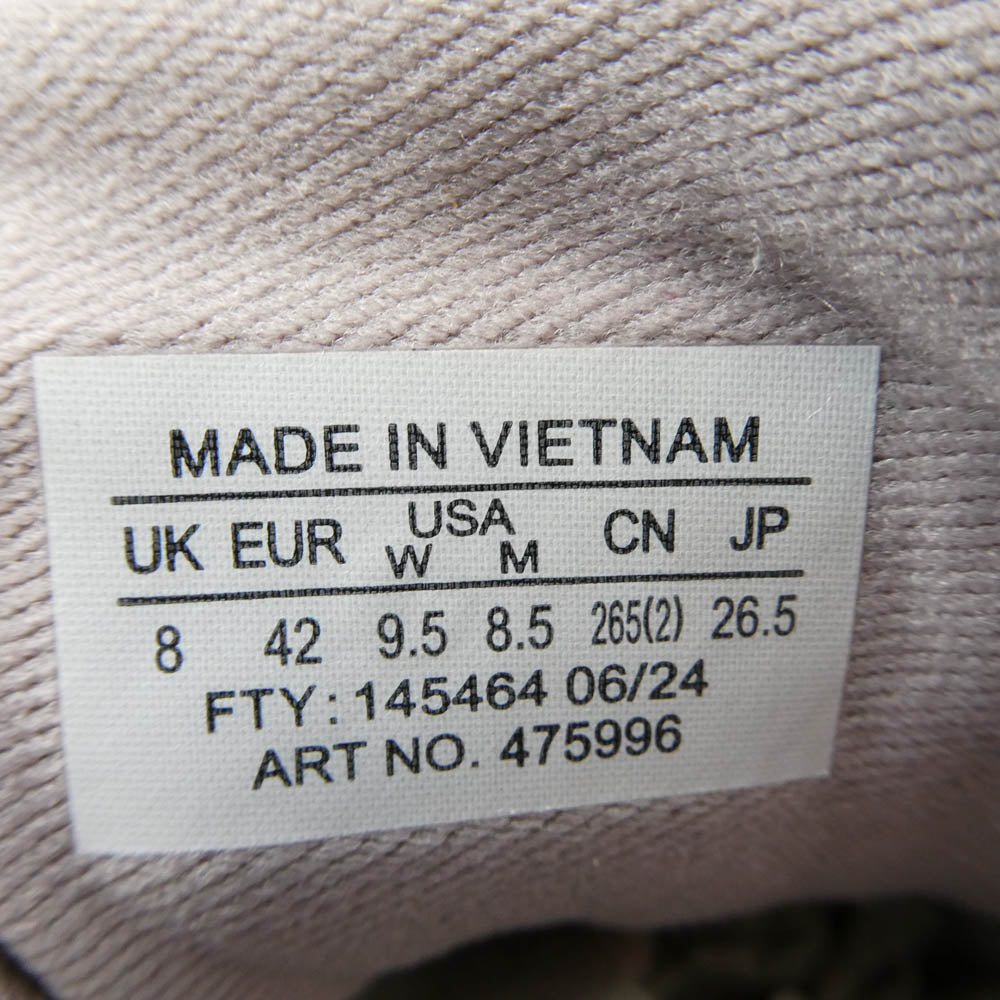 MADE IN VIETNAM
UK EUR USA CN JP
W M
8 42 9.5 8.5 265(2) 26.5
FTY: 145464 06/24
ART NO. 475996